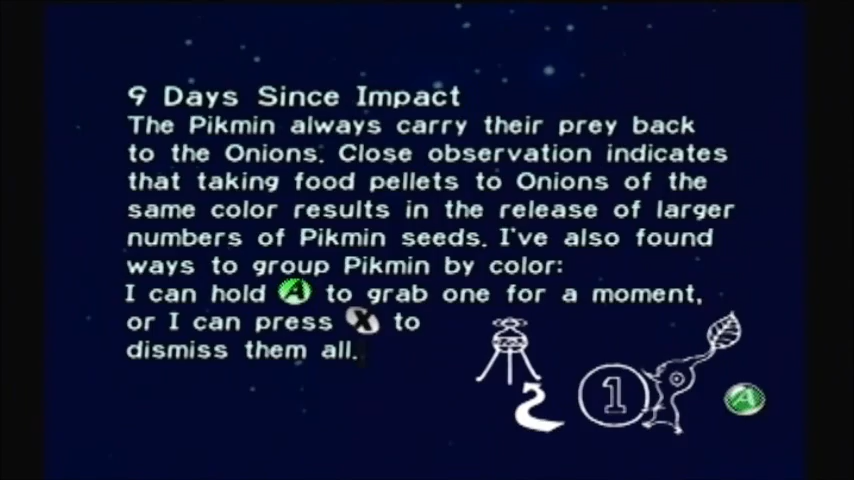 9 Days Since Impact
The Pikmin always carry their prey back
to the Onions. Close observation indicates
that taking food pellets to Onions of the
same color results in the release of larger
numbers of Pikmin seeds. I've also found
ways to group Pikmin by color:
I can hold A to grab one for a moment,
or I can press X to
dismiss them all.
1
A